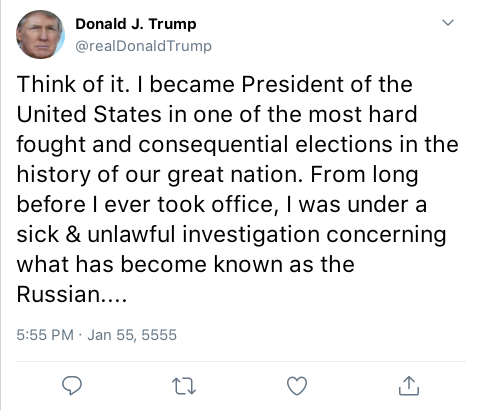 Donald J. Trump
@realDonaldTrump
Think of it. I became President of the
United States in one of the most hard
fought and consequential elections in the
history of our great nation. From long
before I ever took office, I was under a
sick & unlawful investigation concerning
what has become known as the
Russian....
5:55 PM · Jan 55, 5555